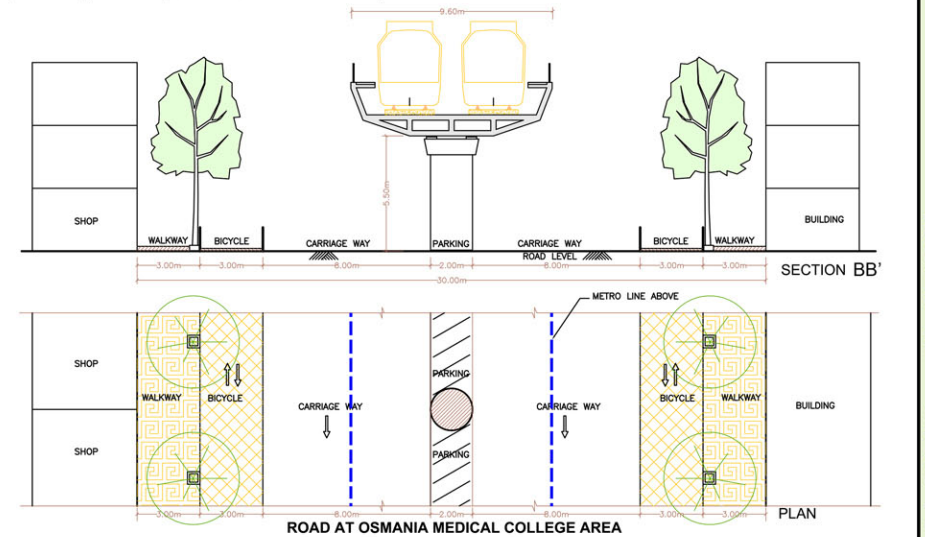 9.60m
5.50m
SHOP
BUILDING
WALKWAY BICYCLE CARRIAGE WAY PARKING CARRIAGE WAY BICYCLE WALKWAY
ROAD LEVEL
3.00m 3.00m 8.00m 2.00m 8.00m 3.00m 3.00m
SECTION BB'
30.00m
METRO LINE ABOVE
SHOP
PARKING
WALKWAY BICYCLE BICYCLE WALKWAY
CARRIAGE WAY CARRIAGE WAY BUILDING
SHOP
PARKING
3.00m 3.00m 8.00m 2.00m 8.00m 3.00m 3.00m
PLAN
ROAD AT OSMANIA MEDICAL COLLEGE AREA